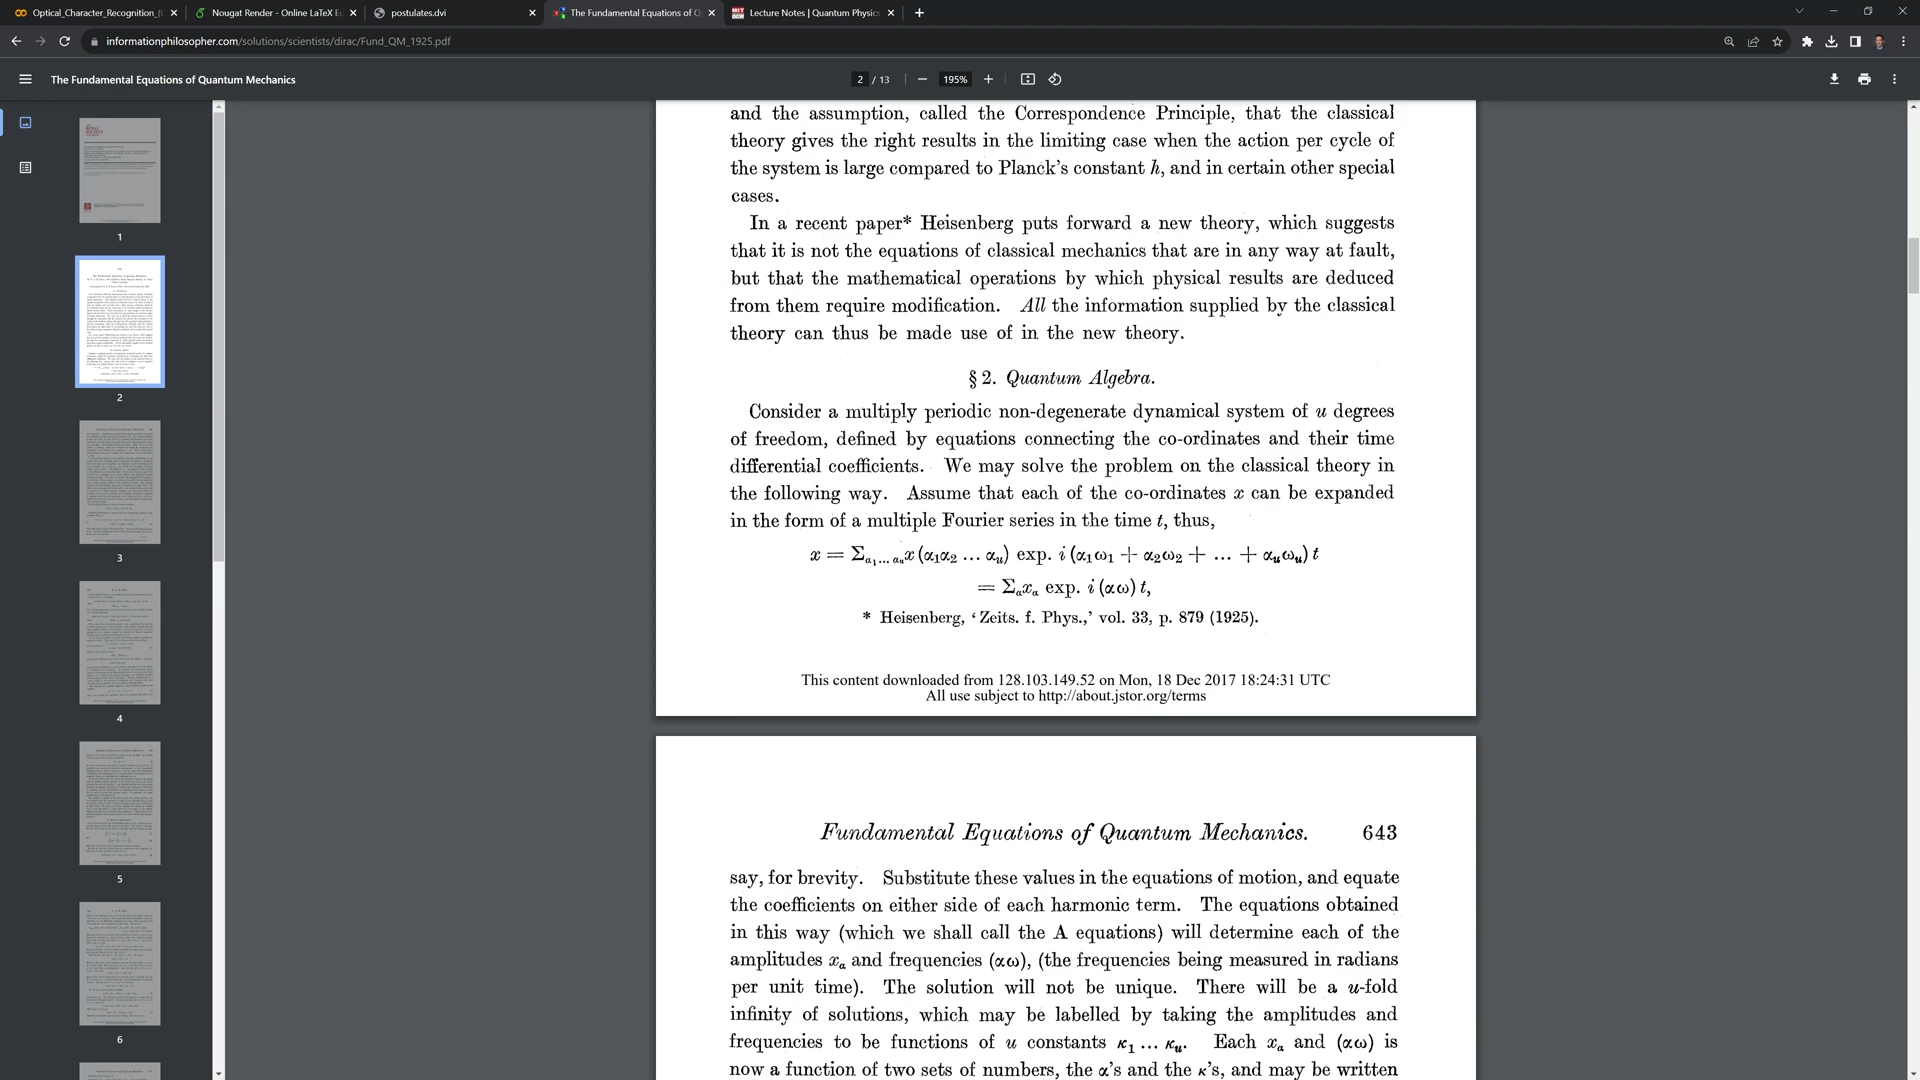 Optical_Character_Recognition_(
Nougat Render - Online LaTeX Ed
postulates.dvi
The Fundamental Equations of Q
Lecture Notes | Quantum Physics
informationphilosopher.com/solutions/scientists/dirac/Fund_QM_1925.pdf
The Fundamental Equations of Quantum Mechanics
2 / 13
195%
1
2
3
4
5
6
and the assumption, called the Correspondence Principle, that the classical
theory gives the right results in the limiting case when the action per cycle of
the system is large compared to Planck's constant h, and in certain other special
cases.
In a recent paper* Heisenberg puts forward a new theory, which suggests
that it is not the equations of classical mechanics that are in any way at fault,
but that the mathematical operations by which physical results are deduced
from them require modification. All the information supplied by the classical
theory can thus be made use of in the new theory.
§ 2. Quantum Algebra.
Consider a multiply periodic non-degenerate dynamical system of u degrees
of freedom, defined by equations connecting the co-ordinates and their time
differential coefficients. We may solve the problem on the classical theory in
the following way. Assume that each of the co-ordinates x can be expanded
in the form of a multiple Fourier series in the time t, thus,
x = Σα₁...αᵤ x (α₁α₂ ... αᵤ) exp. i (α₁ω₁ + α₂ω₂ + ... + αᵤωᵤ) t
= Σα xα exp. i (αω) t,
* Heisenberg, ‘Zeits. f. Phys.,’ vol. 33, p. 879 (1925).
This content downloaded from 128.103.149.52 on Mon, 18 Dec 2017 18:24:31 UTC
All use subject to http://about.jstor.org/terms
Fundamental Equations of Quantum Mechanics. 643
say, for brevity. Substitute these values in the equations of motion, and equate
the coefficients on either side of each harmonic term. The equations obtained
in this way (which we shall call the A equations) will determine each of the
amplitudes xα and frequencies (αω), (the frequencies being measured in radians
per unit time). The solution will not be unique. There will be a u-fold
infinity of solutions, which may be labelled by taking the amplitudes and
frequencies to be functions of u constants κ₁ ... κᵤ. Each xα and (αω) is
now a function of two sets of numbers, the α's and the κ's, and may be written